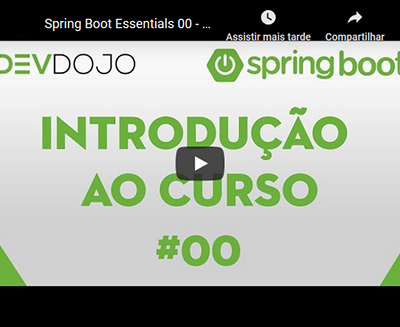 Spring Boot Essentials 00 - ...
Assistir mais tarde
Compartilhar
DEVDOJO
spring boot
INTRODUÇÃO
AO CURSO
#00